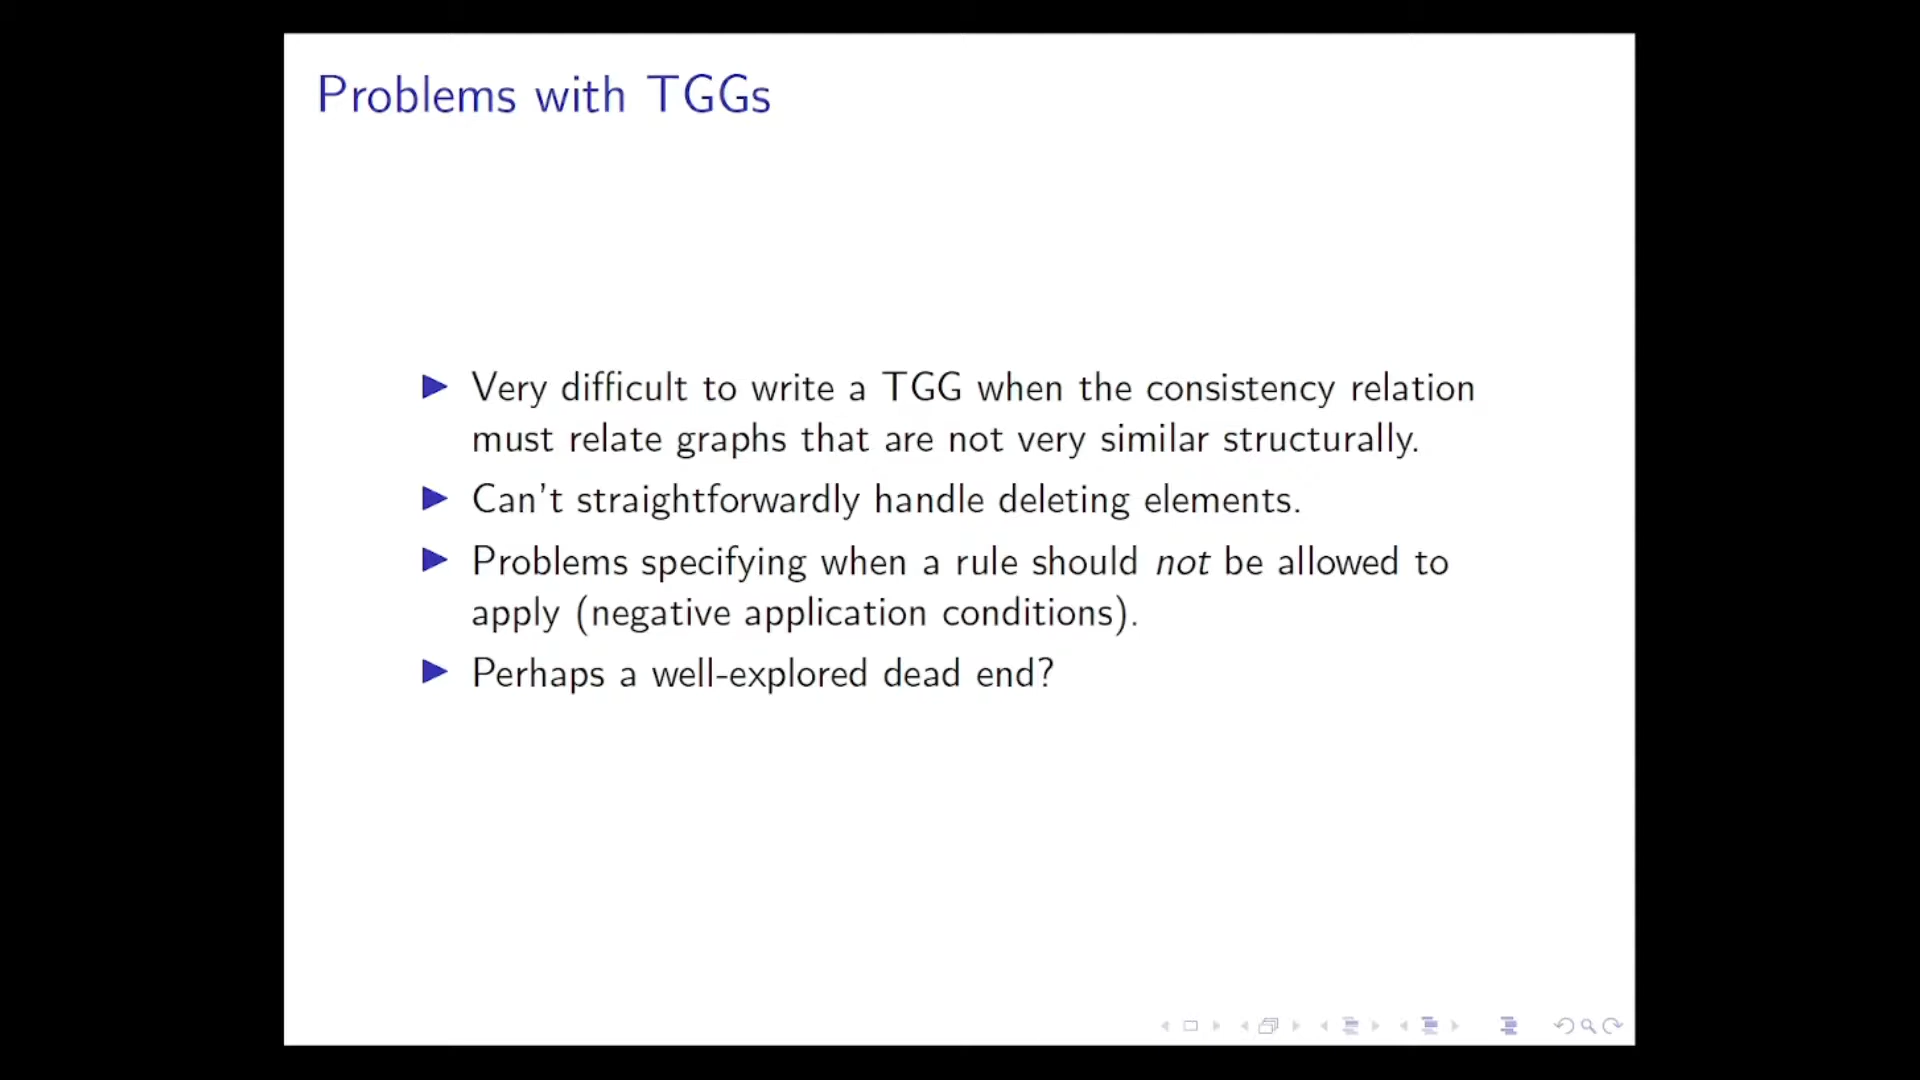 Problems with TGGs
Very difficult to write a TGG when the consistency relation
must relate graphs that are not very similar structurally.
Can't straightforwardly handle deleting elements.
Problems specifying when a rule should not be allowed to
apply (negative application conditions).
Perhaps a well-explored dead end?